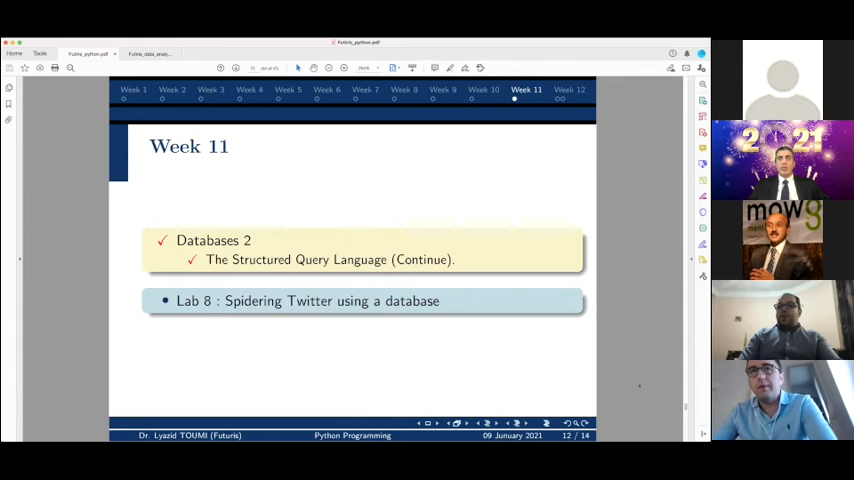 Futiris_python.pdf
Home Tools Futiris_python.pdf × Futiris_data_analy...
Week 1 Week 2 Week 3 Week 4 Week 5 Week 6 Week 7 Week 8 Week 9 Week 10 Week 11 Week 12
Week 11
✓ Databases 2
✓ The Structured Query Language (Continue).
• Lab 8 : Spidering Twitter using a database
Dr. Lyazid TOUMI (Futuris) Python Programming 09 Junuary 2021 12 / 14
2021
mowg
ment